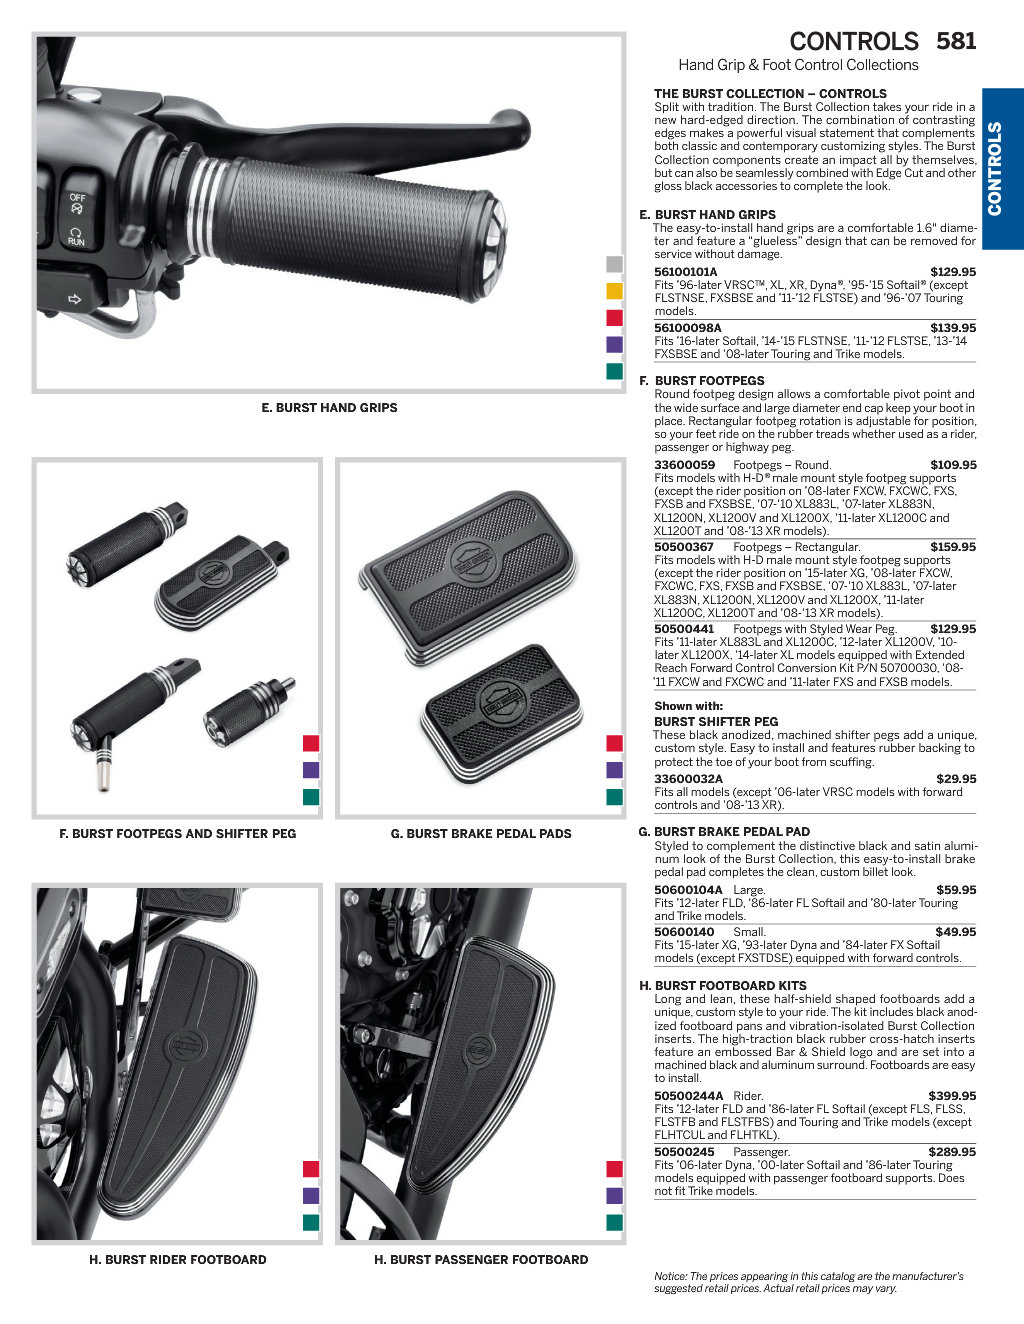 CONTROLS 581
Hand Grip & Foot Control Collections
CONTROLS
THE BURST COLLECTION – CONTROLS
Split with tradition. The Burst Collection takes your ride in a
new hard-edged direction. The combination of contrasting
edges makes a powerful visual statement that complements
both classic and contemporary customizing styles. The Burst
Collection components create an impact all by themselves,
but can also be seamlessly combined with Edge Cut and other
gloss black accessories to complete the look.
E. BURST HAND GRIPS
The easy-to-install hand grips are a comfortable 1.6" diame-
ter and feature a “glueless” design that can be removed for
service without damage.
56100101A $129.95
Fits ’96-later VRSC™, XL, XR, Dyna®, ’95-’15 Softail® (except
FLSTNSE, FXSBSE and ’11-’12 FLSTSE) and ’96-’07 Touring
models.
56100098A $139.95
Fits ’16-later Softail, ’14-’15 FLSTNSE, ’11-’12 FLSTSE, ’13-’14
FXSBSE and ’08-later Touring and Trike models.
F. BURST FOOTPEGS
Round footpeg design allows a comfortable pivot point and
the wide surface and large diameter end cap keep your boot in
place. Rectangular footpeg rotation is adjustable for position,
so your feet ride on the rubber treads whether used as a rider,
passenger or highway peg.
33600059 Footpegs – Round. $109.95
Fits models with H-D® male mount style footpeg supports
(except the rider position on ’08-later FXCW, FXCWC, FXS,
FXSB and FXSBSE, ’07-’10 XL883L, ’07-later XL883N,
XL1200N, XL1200V and XL1200X, ’11-later XL1200C and
XL1200T and ’08-’13 XR models).
50500367 Footpegs – Rectangular. $159.95
Fits models with H-D male mount style footpeg supports
(except the rider position on ’15-later XG, ’08-later FXCW,
FXCWC, FXS, FXSB and FXSBSE, ’07-’10 XL883L, ’07-later
XL883N, XL1200N, XL1200V and XL1200X, ’11-later
XL1200C, XL1200T and ’08-’13 XR models).
50500441 Footpegs with Styled Wear Peg. $129.95
Fits ’11-later XL883L and XL1200C, ’12-later XL1200V, ’10-
later XL1200X, ’14-later XL models equipped with Extended
Reach Forward Control Conversion Kit P/N 50700030, ’08-
’11 FXCW and FXCWC and ’11-later FXS and FXSB models.
Shown with:
BURST SHIFTER PEG
These black anodized, machined shifter pegs add a unique,
custom style. Easy to install and features rubber backing to
protect the toe of your boot from scuffing.
33600032A $29.95
Fits all models (except ’06-later VRSC models with forward
controls and ’08-’13 XR).
G. BURST BRAKE PEDAL PAD
Styled to complement the distinctive black and satin alumi-
num look of the Burst Collection, this easy-to-install brake
pedal pad completes the clean, custom billet look.
50600104A Large. $59.95
Fits ’12-later FLD, ’86-later FL Softail and ’80-later Touring
and Trike models.
50600140 Small. $49.95
Fits ’15-later XG, ’93-later Dyna and ’84-later FX Softail
models (except FXSTDSE) equipped with forward controls.
H. BURST FOOTBOARD KITS
Long and lean, these half-shield shaped footboards add a
unique, custom style to your ride. The kit includes black anod-
ized footboard pans and vibration-isolated Burst Collection
inserts. The high-traction black rubber cross-hatch inserts
feature an embossed Bar & Shield logo and are set into a
machined black and aluminum surround. Footboards are easy
to install.
50500244A Rider. $399.95
Fits ’12-later FLD and ’86-later FL Softail (except FLS, FLSS,
FLSTFB and FLSTFBS) and Touring and Trike models (except
FLHTCUL and FLHTKL).
50500245 Passenger. $289.95
Fits ’06-later Dyna, ’00-later Softail and ’86-later Touring
models equipped with passenger footboard supports. Does
not fit Trike models.
Notice: The prices appearing in this catalog are the manufacturer’s
suggested retail prices. Actual retail prices may vary.
OFF
RUN
E. BURST HAND GRIPS
F. BURST FOOTPEGS AND SHIFTER PEG
G. BURST BRAKE PEDAL PADS
H. BURST RIDER FOOTBOARD
H. BURST PASSENGER FOOTBOARD